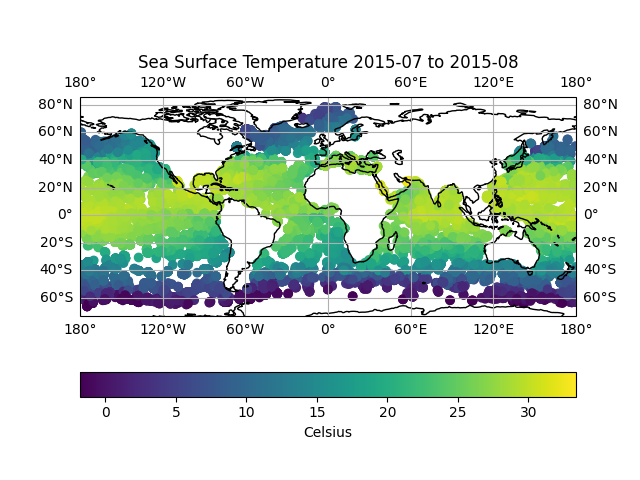 Sea Surface Temperature 2015-07 to 2015-08
180° 120°W 60°W 0° 60°E 120°E 180°
80°N 80°N
60°N 60°N
40°N 40°N
20°N 20°N
0° 0°
20°S 20°S
40°S 40°S
60°S 60°S
180° 120°W 60°W 0° 60°E 120°E 180°
0 5 10 15 20 25 30
Celsius